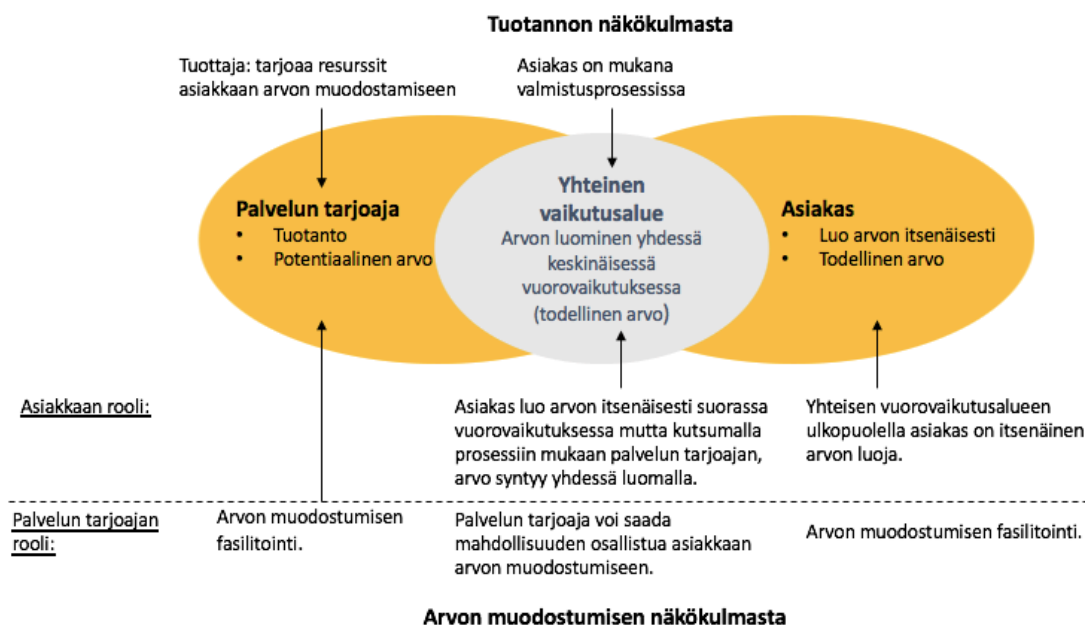 Tuotannon näkökulmasta
Tuottaja: tarjoaa resurssit
asiakkaan arvon muodostamiseen
Asiakas on mukana
valmistusprosessissa
Palvelun tarjoaja
• Tuotanto
• Potentiaalinen arvo
Yhteinen
vaikutusalue
Arvon luominen yhdessä
keskinäisessä
vuorovaikutuksessa
(todellinen arvo)
Asiakas
• Luo arvon itsenäisesti
• Todellinen arvo
Asiakkaan rooli:
Asiakas luo arvon itsenäisesti suorassa
vuorovaikutuksessa mutta kutsumalla
prosessiin mukaan palvelun tarjoajan,
arvo syntyy yhdessä luomalla.
Yhteisen vuorovaikutusalueen
ulkopuolella asiakas on itsenäinen
arvon luoja.
Palvelun tarjoajan
rooli:
Arvon muodostumisen
fasilitointi.
Palvelun tarjoaja voi saada
mahdollisuuden osallistua asiakkaan
arvon muodostumiseen.
Arvon muodostumisen fasilitointi.
Arvon muodostumisen näkökulmasta